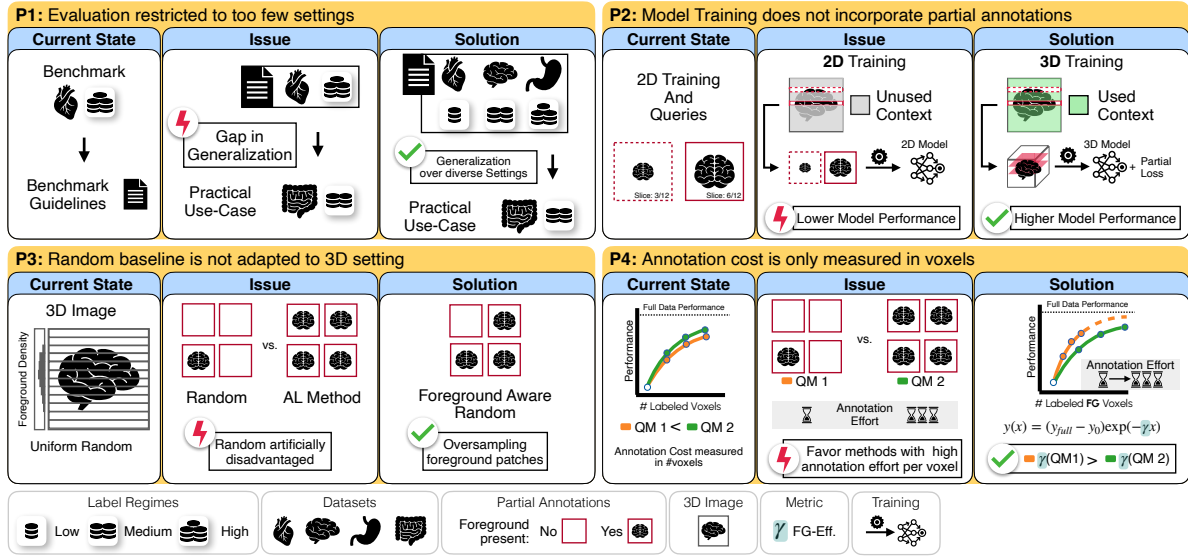 P1: Evaluation restricted to too few settings
Current State
Issue
Solution
Benchmark
Benchmark
Guidelines
Gap in
Generalization
Practical
Use-Case
Generalization
over diverse Settings
Practical
Use-Case
P2: Model Training does not incorporate partial annotations
Current State
Issue
Solution
2D Training
And
Queries
Slice: 3/12
Slice: 6/12
2D Training
Unused
Context
2D Model
Lower Model Performance
3D Training
Used
Context
3D Model
+ Partial
Loss
Higher Model Performance
P3: Random baseline is not adapted to 3D setting
Current State
Issue
Solution
3D Image
Foreground Density
Uniform Random
vs.
Random
AL Method
Random artificially
disadvantaged
Foreground Aware
Random
Oversampling
foreground patches
P4: Annotation cost is only measured in voxels
Current State
Issue
Solution
Full Data Performance
Performance
# Labeled Voxels
QM 1 < QM 2
Annotation Cost measured
in #voxels
vs.
QM 1
QM 2
Annotation
Effort
Favor methods with high
annotation effort per voxel
Full Data Performance
Performance
Annotation Effort
# Labeled FG Voxels
y(x) = (y_full − y_0)exp(−γx)
γ(QM1) > γ(QM 2)
Label Regimes
Low
Medium
High
Datasets
Partial Annotations
Foreground
present:
No
Yes
3D Image
Metric
γ FG-Eff.
Training